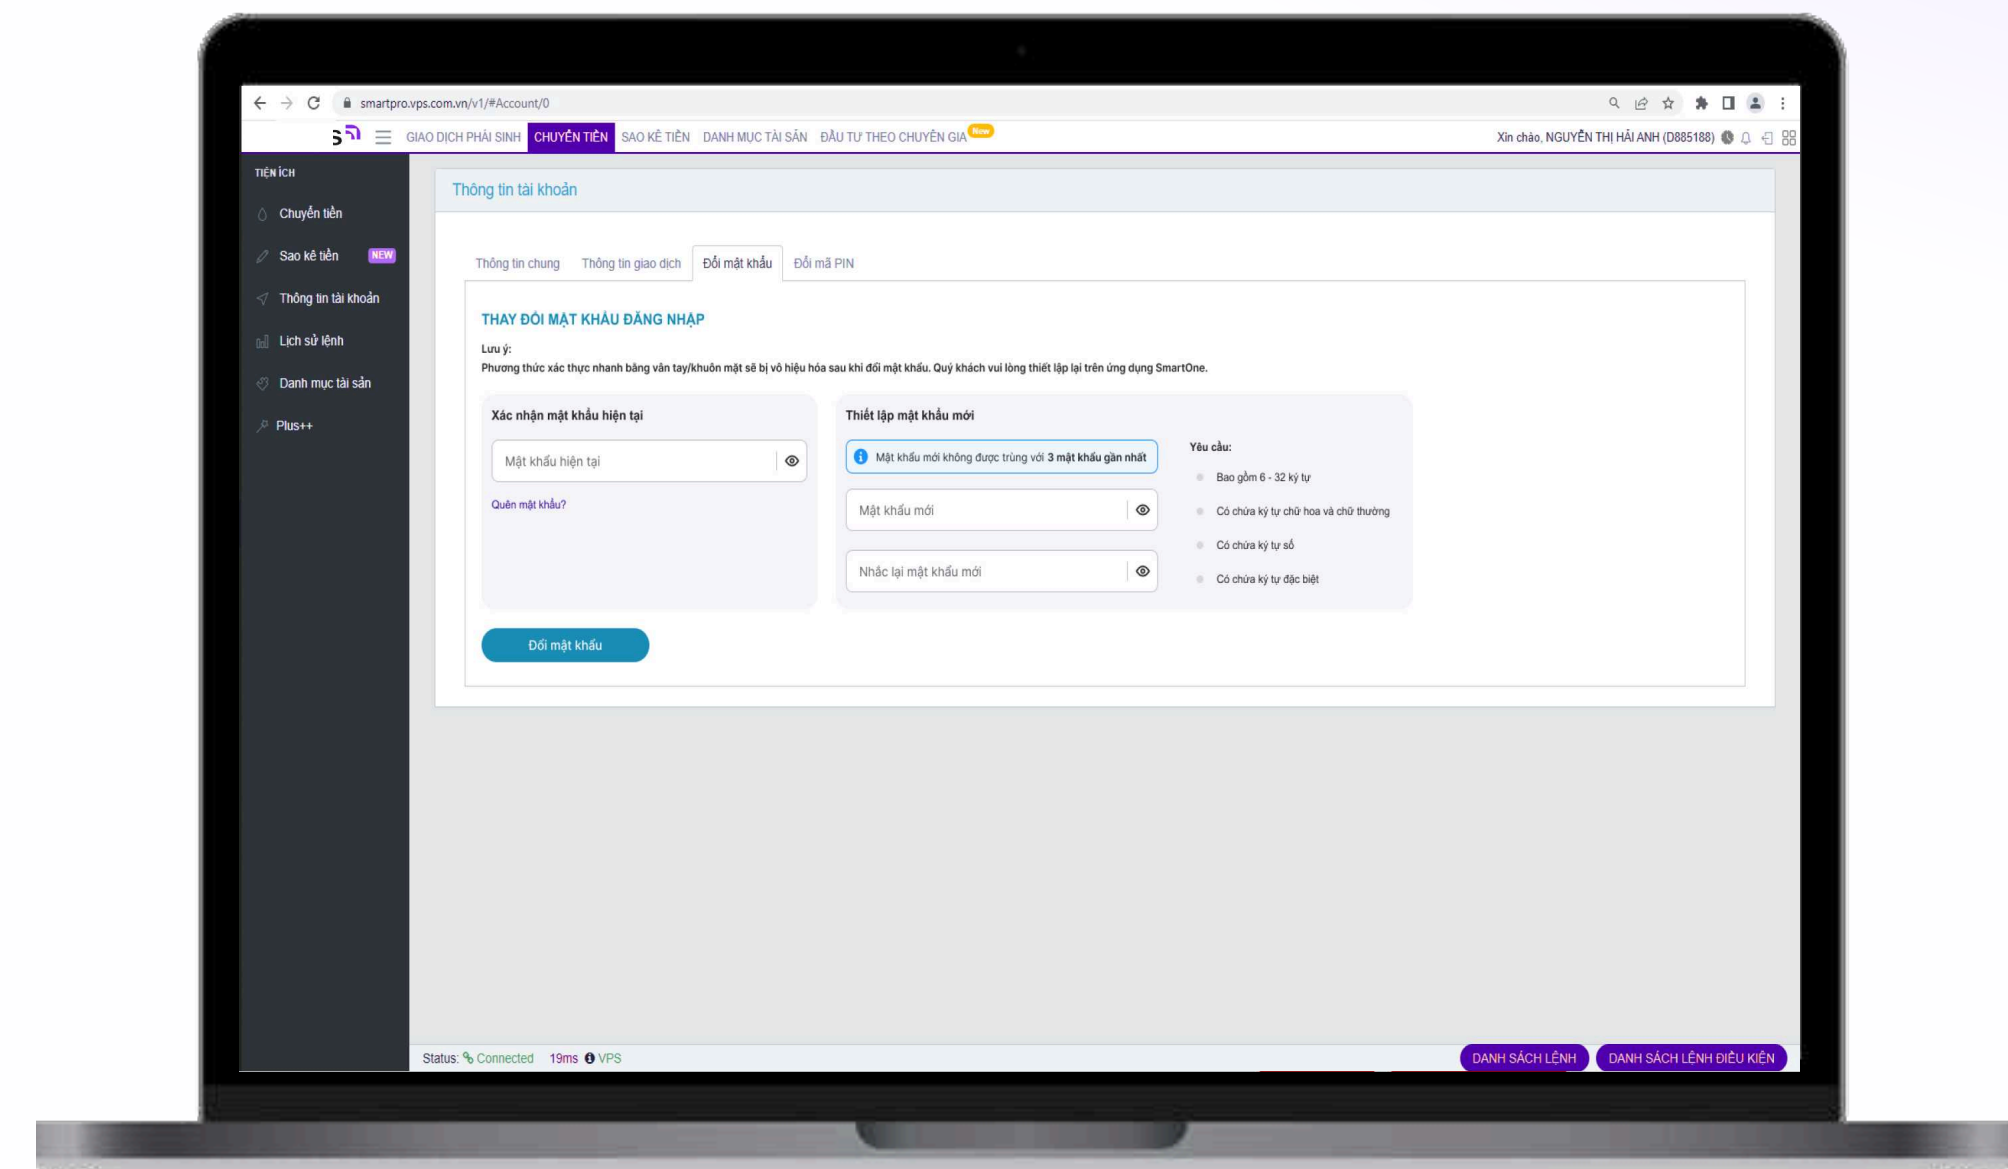 smartpro.vps.com.vn/v1/#Account/0
GIAO DỊCH PHÁI SINH CHUYỂN TIỀN SAO KÊ TIỀN DANH MỤC TÀI SẢN ĐẦU TƯ THEO CHUYÊN GIA New Xin chào, NGUYỄN THỊ HẢI ANH (D885188)
TIỆN ÍCH
Chuyển tiền
Sao kê tiền NEW
Thông tin tài khoản
Lịch sử lệnh
Danh mục tài sản
Plus++
Thông tin tài khoản
Thông tin chung Thông tin giao dịch Đổi mật khẩu Đổi mã PIN
THAY ĐỔI MẬT KHẨU ĐĂNG NHẬP
Lưu ý:
Phương thức xác thực nhanh bằng vân tay/khuôn mặt sẽ bị vô hiệu hóa sau khi đổi mật khẩu. Quý khách vui lòng thiết lập lại trên ứng dụng SmartOne.
Xác nhận mật khẩu hiện tại
Mật khẩu hiện tại
Quên mật khẩu?
Thiết lập mật khẩu mới
Mật khẩu mới không được trùng với 3 mật khẩu gần nhất
Mật khẩu mới
Nhắc lại mật khẩu mới
Yêu cầu:
Bao gồm 6 - 32 ký tự
Có chứa ký tự chữ hoa và chữ thường
Có chứa ký tự số
Có chứa ký tự đặc biệt
Đổi mật khẩu
Status: Connected 19ms VPS
DANH SÁCH LỆNH DANH SÁCH LỆNH ĐIỀU KIỆN